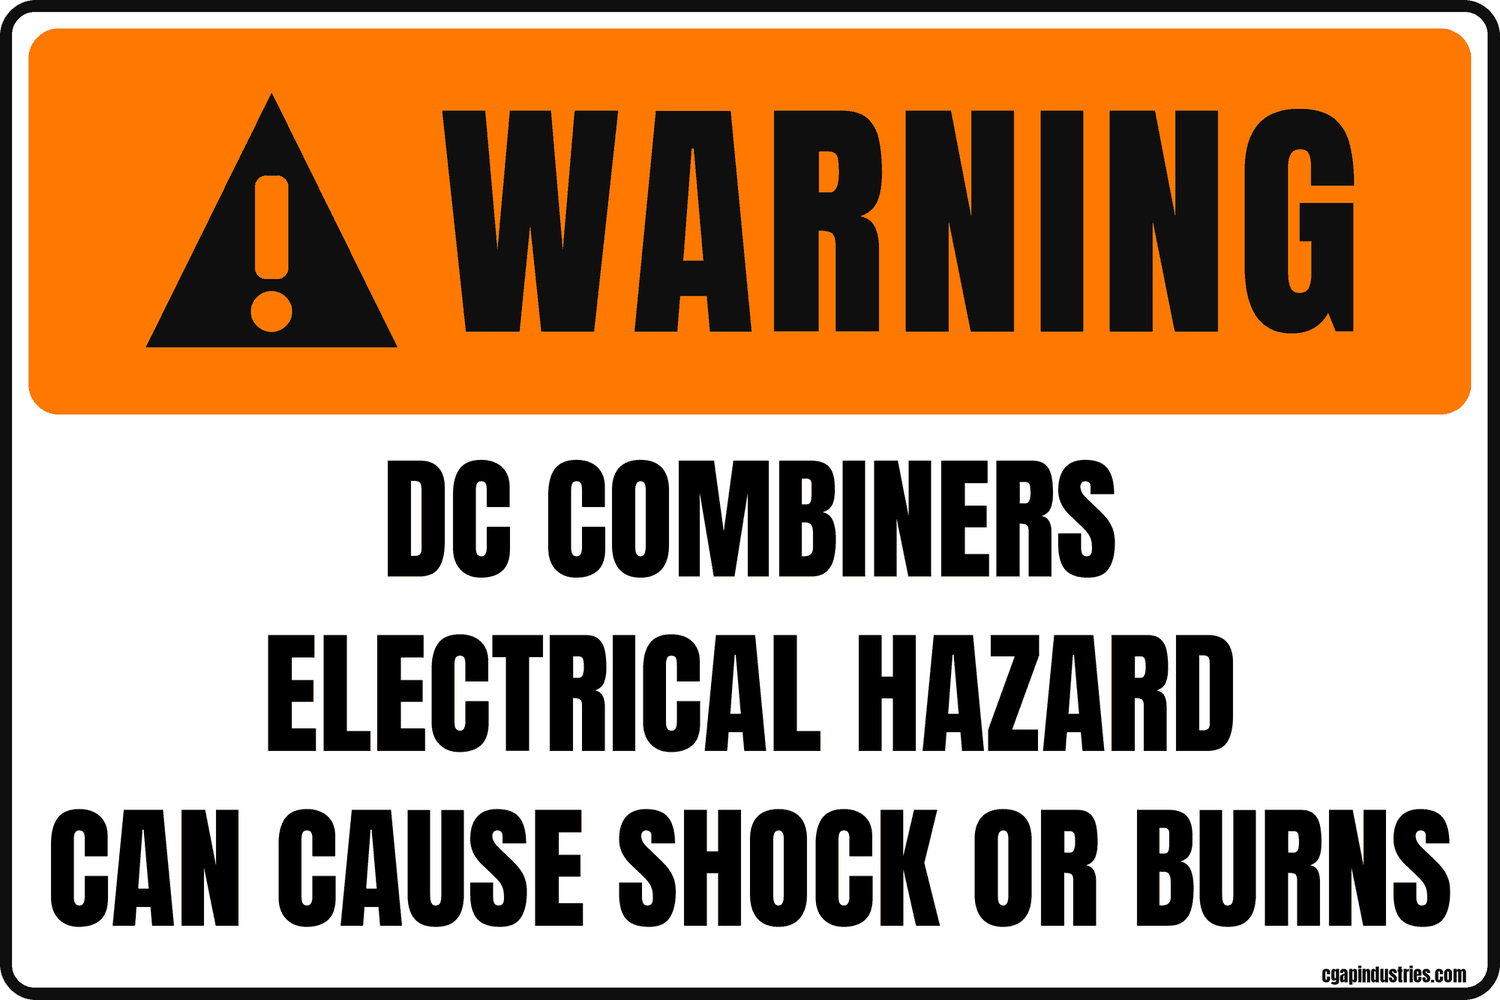 WARNING
DC COMBINERS
ELECTRICAL HAZARD
CAN CAUSE SHOCK OR BURNS
cgapindustries.com